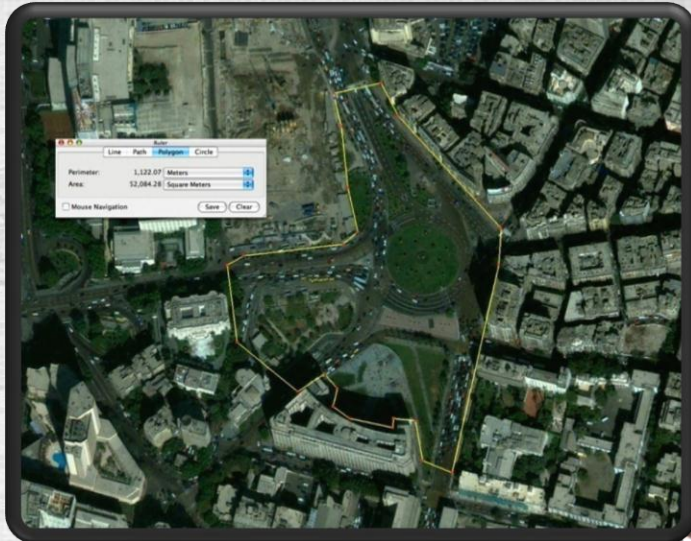 Ruler
Line Path Polygon Circle
Perimeter: 1,122.07 Meters
Area: 52,084.28 Square Meters
Mouse Navigation Save Clear